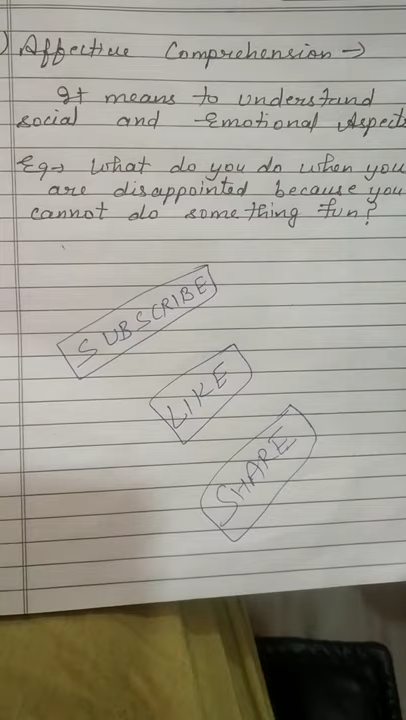 ) Affective Comprehension →
It means to understand
social and Emotional Aspects
Eg → What do you do when you
are disappointed because you
cannot do something fun?
SUBSCRIBE
LIKE
SHARE